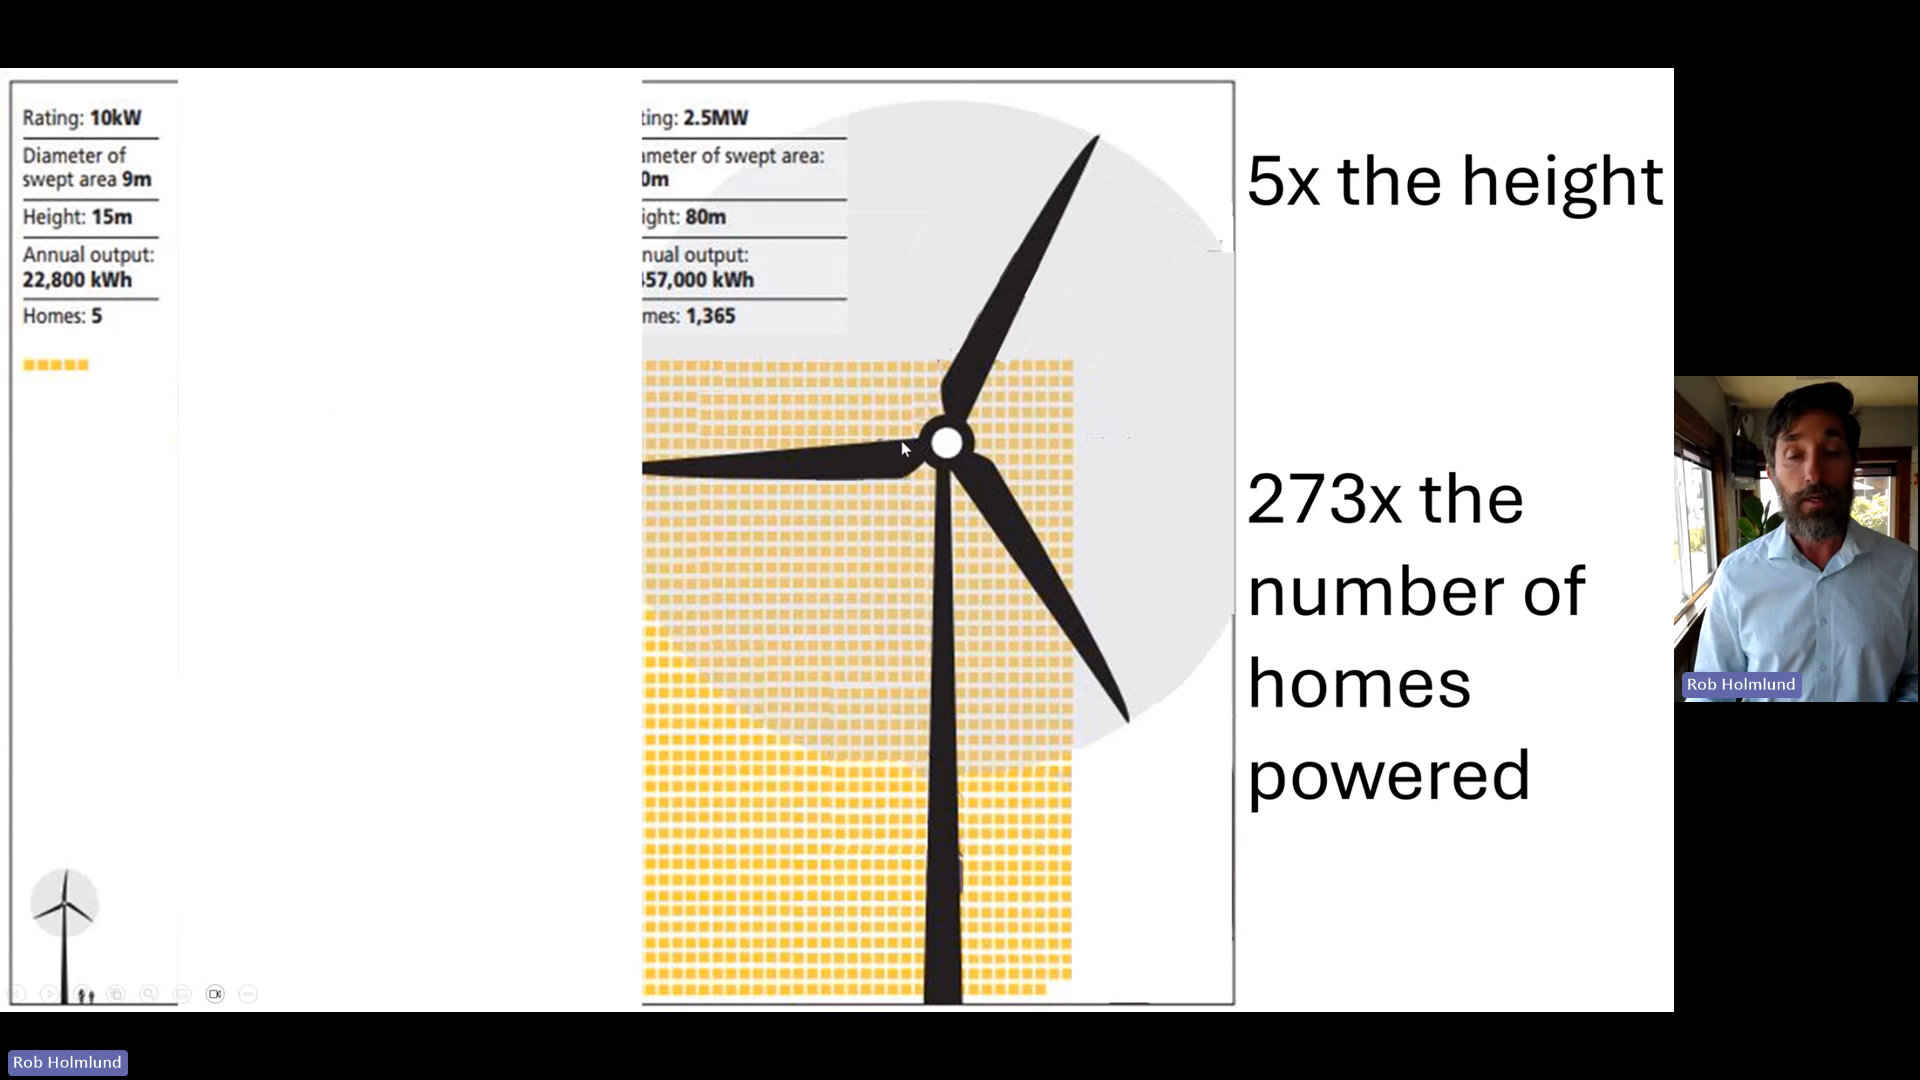 Rating: 10kW
Diameter of
swept area 9m
Height: 15m
Annual output:
22,800 kWh
Homes: 5
ting: 2.5MW
ameter of swept area:
0m
ight: 80m
nual output:
57,000 kWh
mes: 1,365
5x the height
273x the
number of
homes
powered
Rob Holmlund
Rob Holmlund